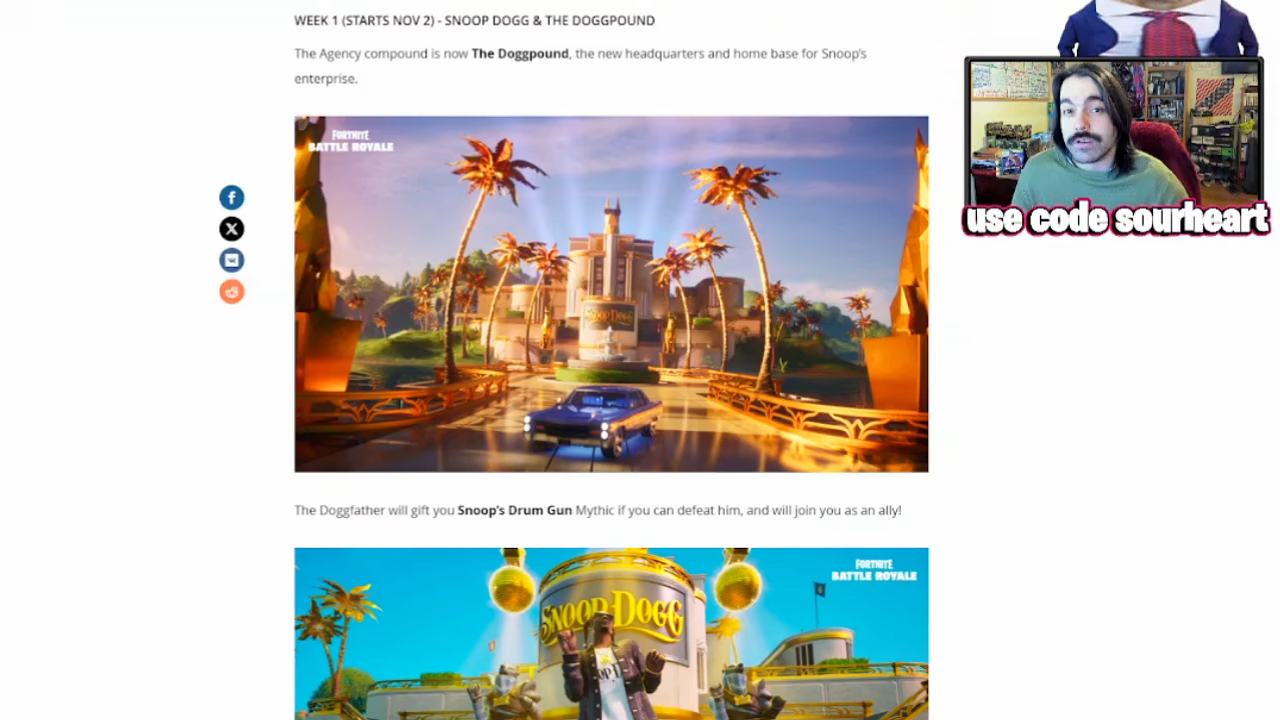 WEEK 1 (STARTS NOV 2) - SNOOP DOGG & THE DOGGPOUND
The Agency compound is now The Doggpound, the new headquarters and home base for Snoop's
enterprise.
FORTNITE
BATTLE ROYALE
SNOOP DOGG
use code sourheart
The Doggfather will gift you Snoop's Drum Gun Mythic if you can defeat him, and will join you as an ally!
FORTNITE
BATTLE ROYALE
SNOOP DOGG